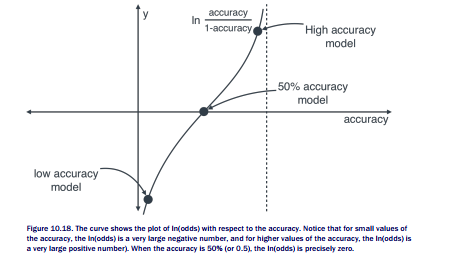 y
ln accuracy
1-accuracy
High accuracy
model
50% accuracy
model
accuracy
low accuracy
model
Figure 10.18. The curve shows the plot of ln(odds) with respect to the accuracy. Notice that for small values of
the accuracy, the ln(odds) is a very large negative number, and for higher values of the accuracy, the ln(odds) is
a very large positive number). When the accuracy is 50% (or 0.5), the ln(odds) is precisely zero.